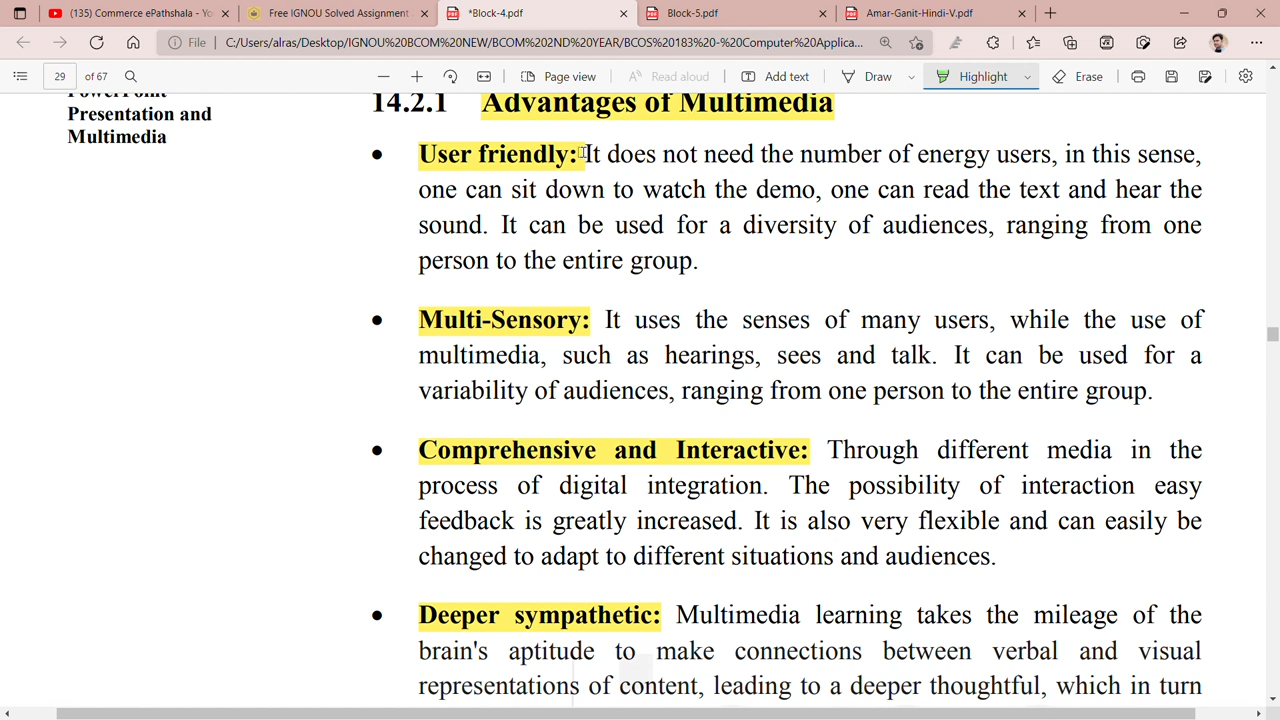 (135) Commerce ePathshala - Yo
Free IGNOU Solved Assignment
*Block-4.pdf
Block-5.pdf
Amar-Ganit-Hindi-V.pdf
File
C:/Users/alras/Desktop/IGNOU%20BCOM%20NEW/BCOM%202ND%20YEAR/BCOS%20183%20-%20Computer%20Applica...
29 of 67
Page view
Read aloud
Add text
Draw
Highlight
Erase
PowerPoint
Presentation and
Multimedia
14.2.1 Advantages of Multimedia
• User friendly: It does not need the number of energy users, in this sense,
one can sit down to watch the demo, one can read the text and hear the
sound. It can be used for a diversity of audiences, ranging from one
person to the entire group.
• Multi-Sensory: It uses the senses of many users, while the use of
multimedia, such as hearings, sees and talk. It can be used for a
variability of audiences, ranging from one person to the entire group.
• Comprehensive and Interactive: Through different media in the
process of digital integration. The possibility of interaction easy
feedback is greatly increased. It is also very flexible and can easily be
changed to adapt to different situations and audiences.
• Deeper sympathetic: Multimedia learning takes the mileage of the
brain's aptitude to make connections between verbal and visual
representations of content, leading to a deeper thoughtful, which in turn